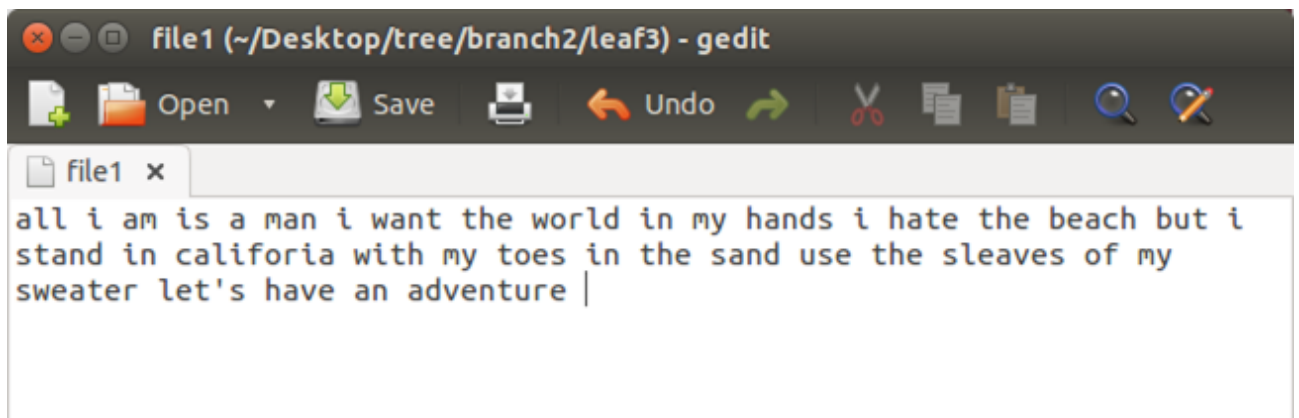 file1 (~/Desktop/tree/branch2/leaf3) - gedit
Open Save Undo
file1
all i am is a man i want the world in my hands i hate the beach but i
stand in califoria with my toes in the sand use the sleaves of my
sweater let's have an adventure